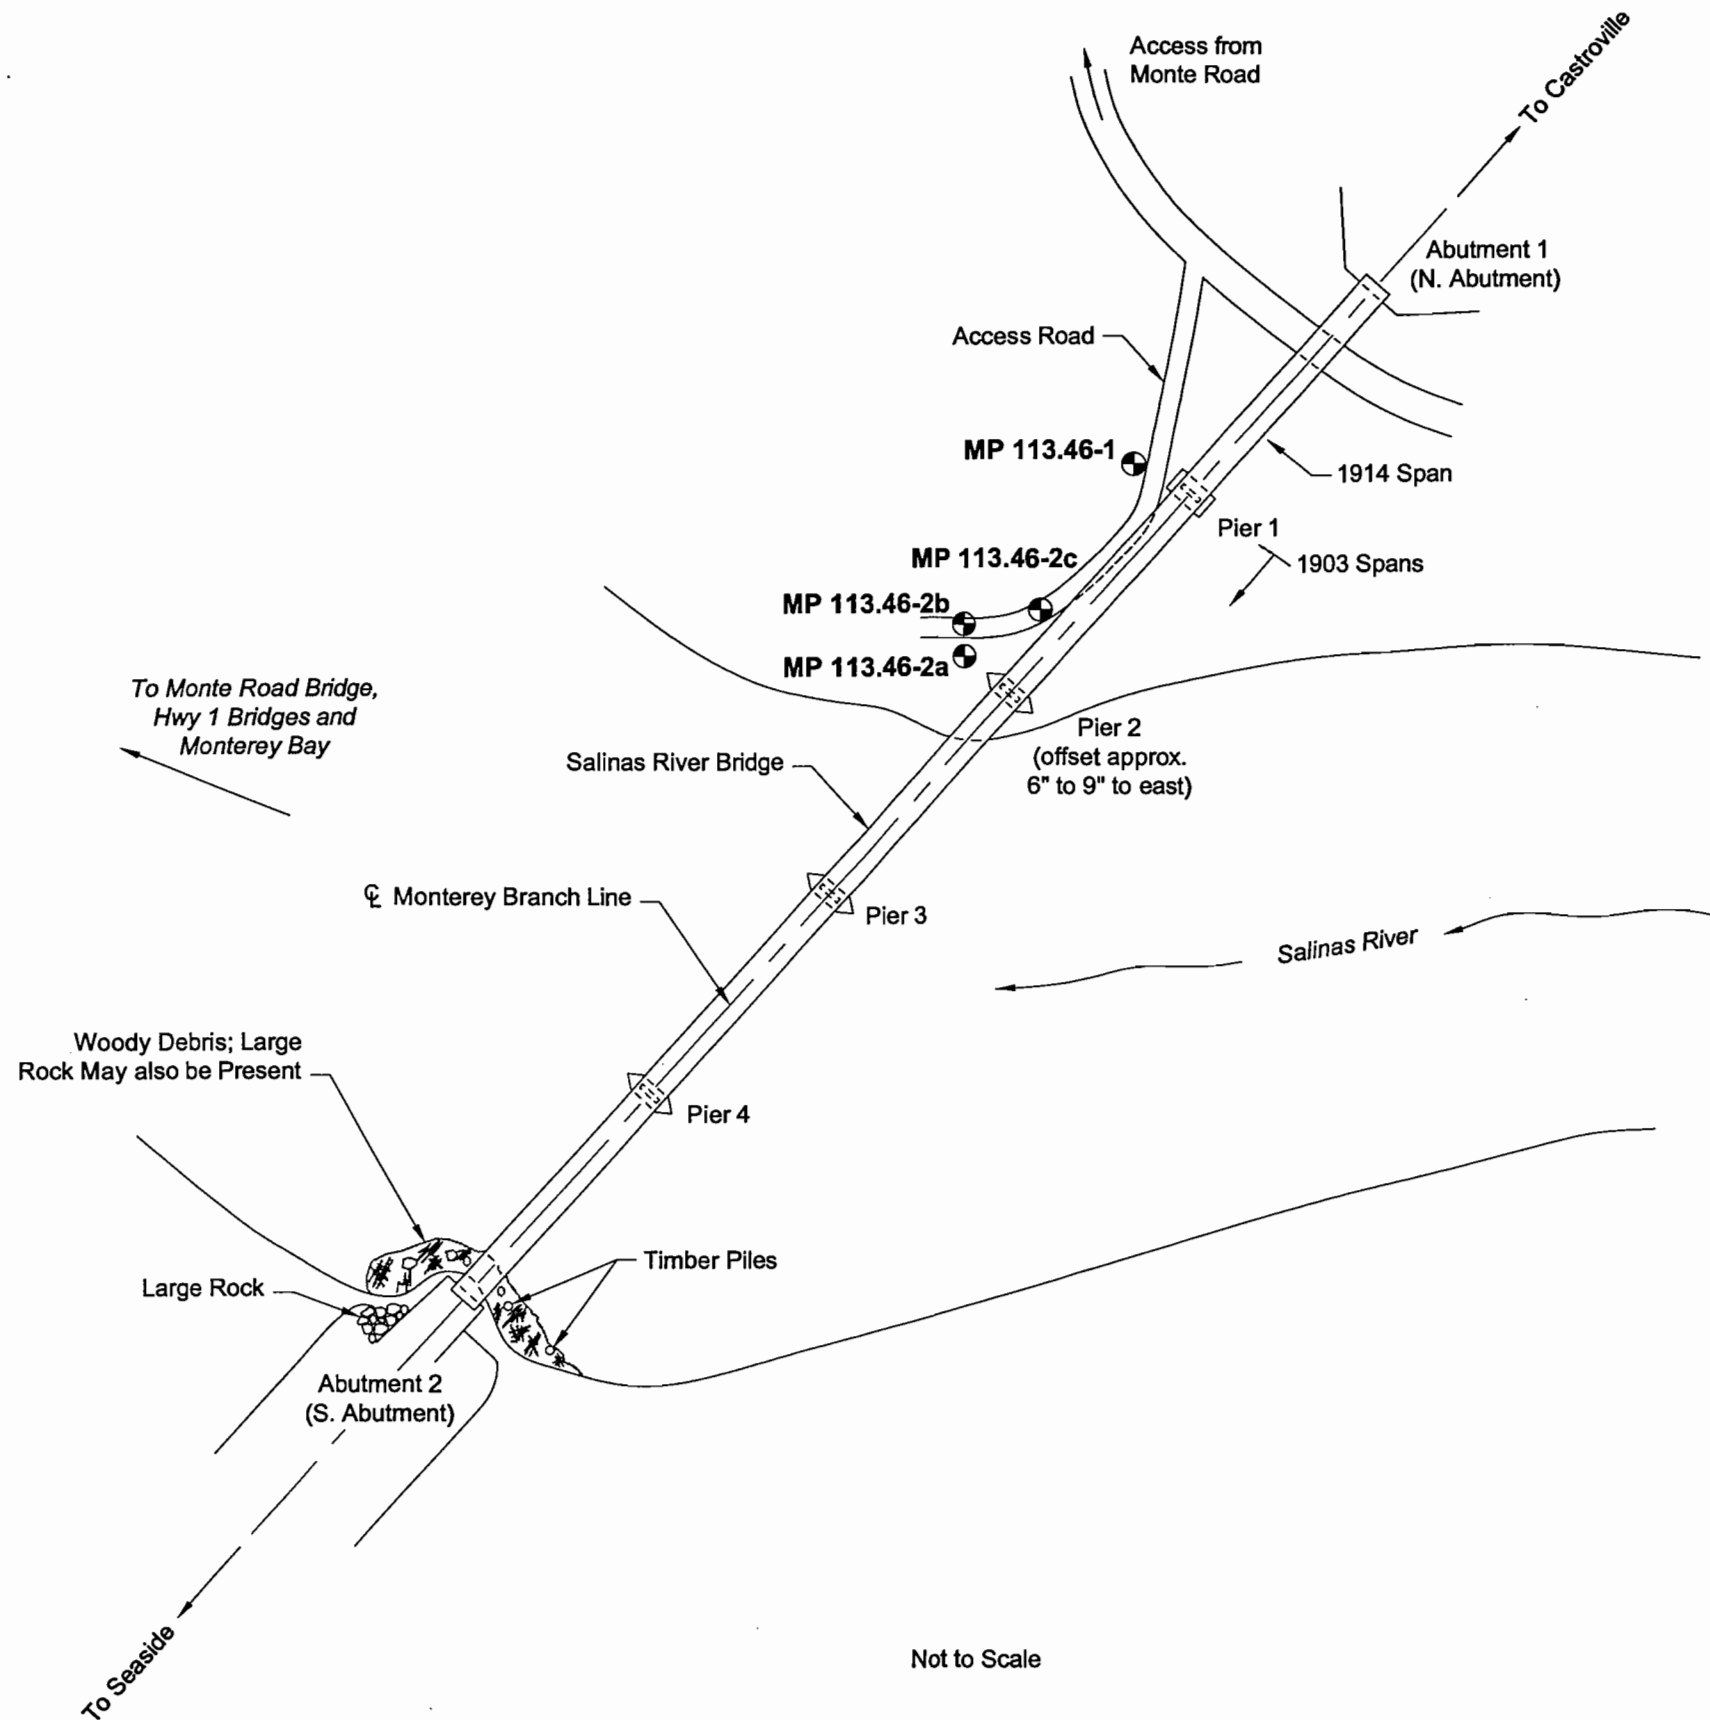 Access from
Monte Road
To Castroville
Abutment 1
(N. Abutment)
Access Road
MP 113.46-1
1914 Span
Pier 1
MP 113.46-2c
1903 Spans
MP 113.46-2b
MP 113.46-2a
To Monte Road Bridge,
Hwy 1 Bridges and
Monterey Bay
Pier 2
(offset approx.
6" to 9" to east)
Salinas River Bridge
℄ Monterey Branch Line
Pier 3
Salinas River
Woody Debris; Large
Rock May also be Present
Pier 4
Timber Piles
Large Rock
Abutment 2
(S. Abutment)
To Seaside
Not to Scale